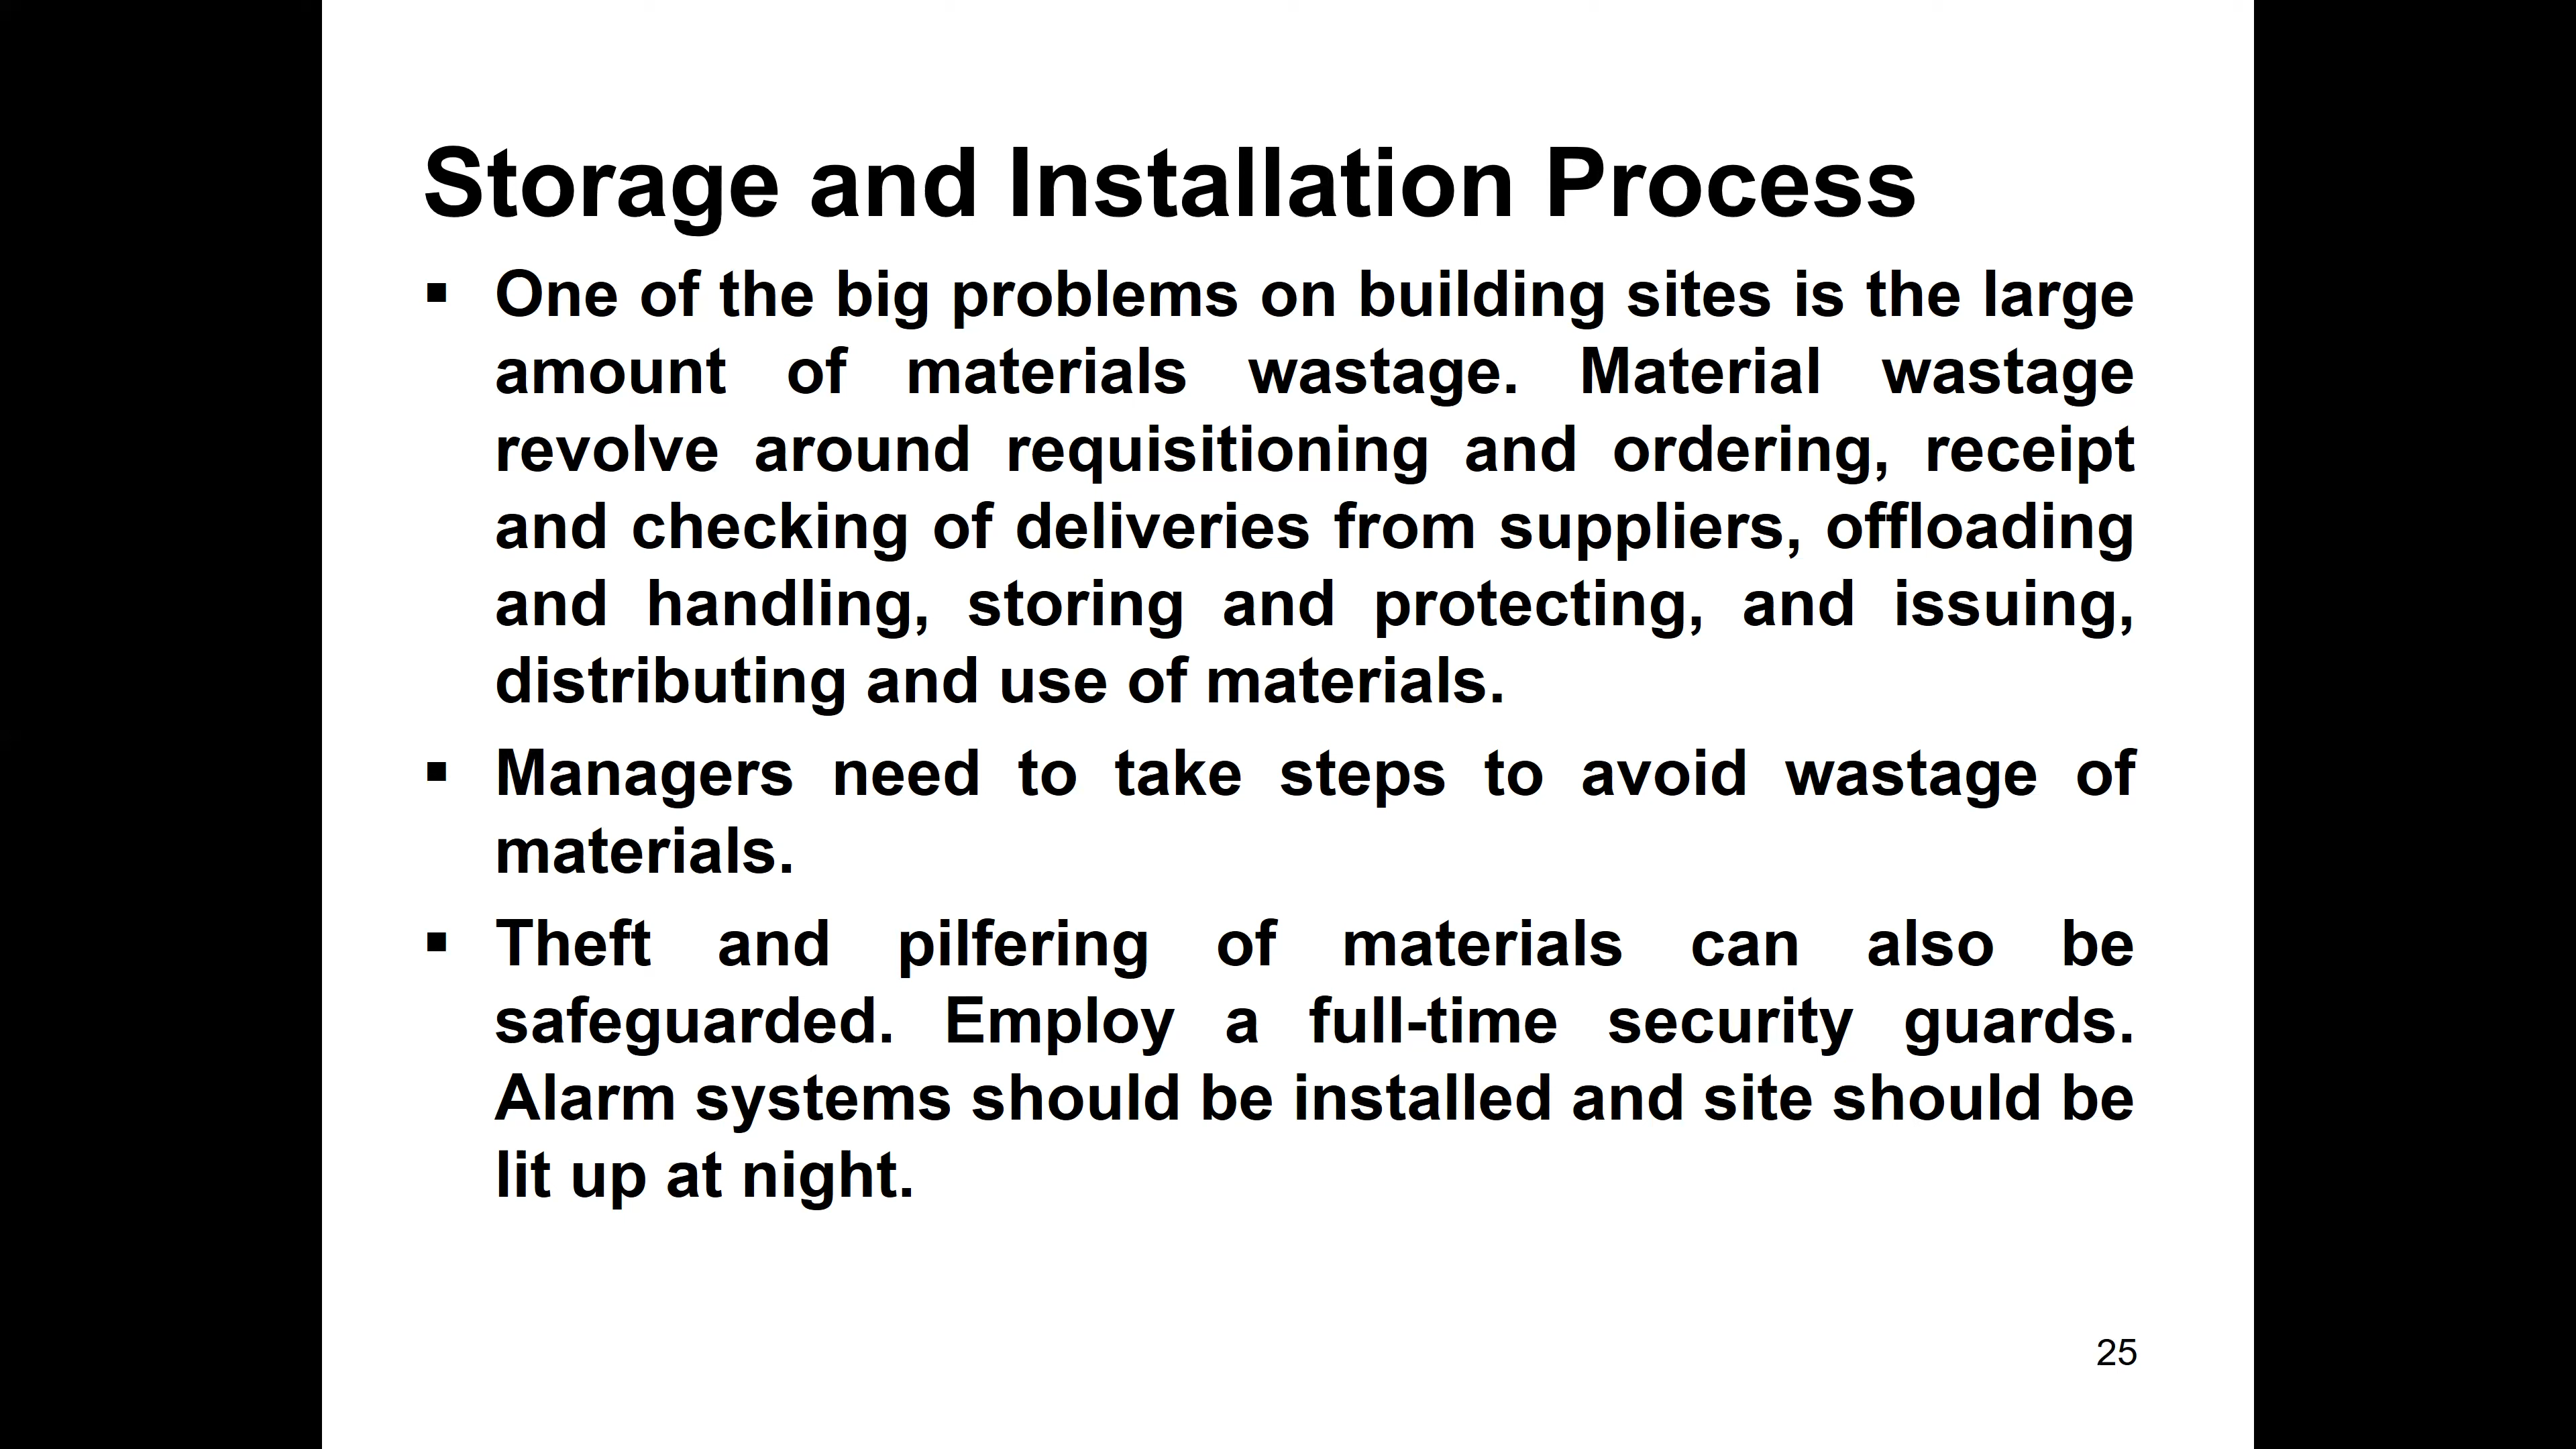 Storage and Installation Process
▪ One of the big problems on building sites is the large
amount of materials wastage. Material wastage
revolve around requisitioning and ordering, receipt
and checking of deliveries from suppliers, offloading
and handling, storing and protecting, and issuing,
distributing and use of materials.
▪ Managers need to take steps to avoid wastage of
materials.
▪ Theft and pilfering of materials can also be
safeguarded. Employ a full-time security guards.
Alarm systems should be installed and site should be
lit up at night.
25